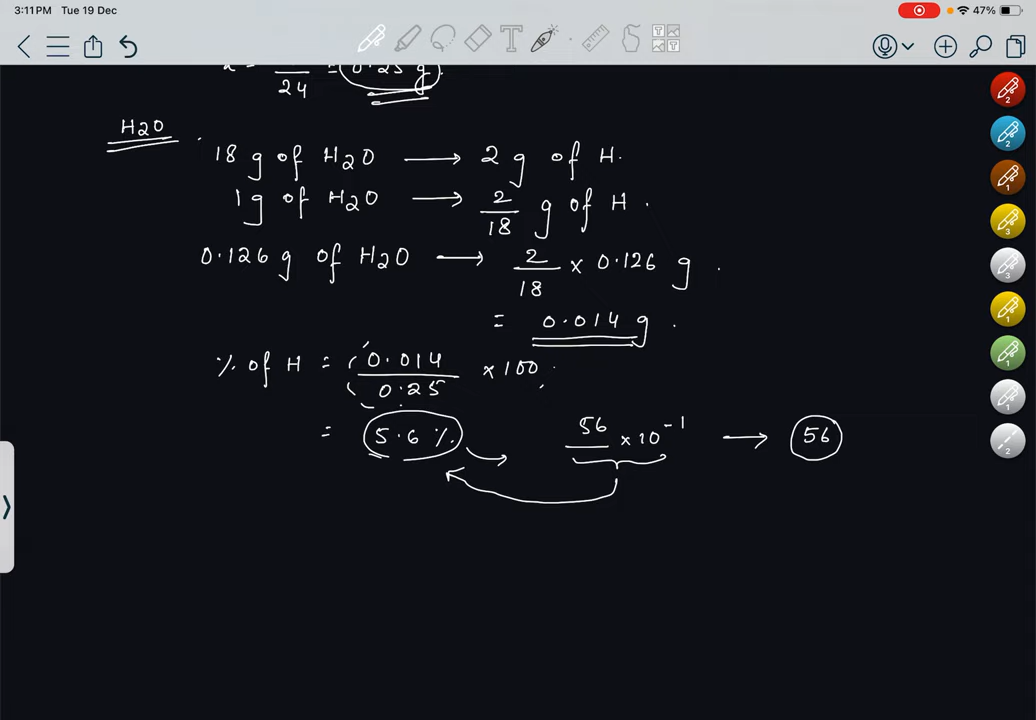 3:11PM Tue 19 Dec
47%
24 = 0.25 g.
H2O
18 g of H2O → 2 g of H.
1g of H2O → 2/18 g of H.
0.126 g of H2O → 2/18 × 0.126 g.
= 0.014 g.
% of H = 0.014/0.25 × 100
= 5.6 % 56 × 10⁻¹ → 56